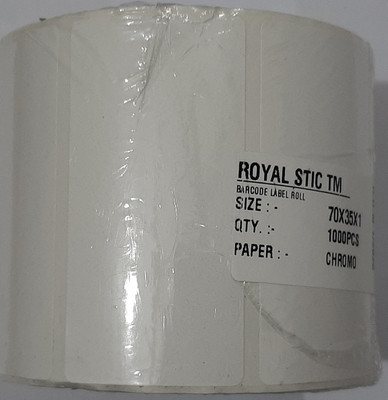 ROYAL STIC TM
BARCODE LABEL ROLL
SIZE : - 70X35X1
QTY. :- 1000PCS
PAPER : - CHROMO